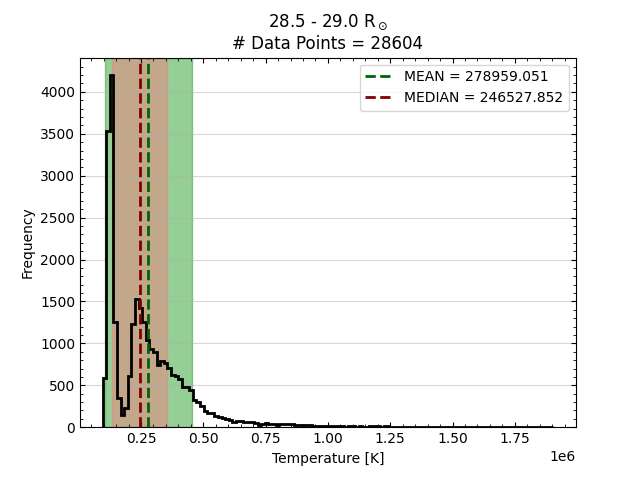 28.5 - 29.0 R⊙
# Data Points = 28604
MEAN = 278959.051
MEDIAN = 246527.852
Frequency
4000
3500
3000
2500
2000
1500
1000
500
0
0.25
0.50
0.75
1.00
1.25
1.50
1.75
1e6
Temperature [K]